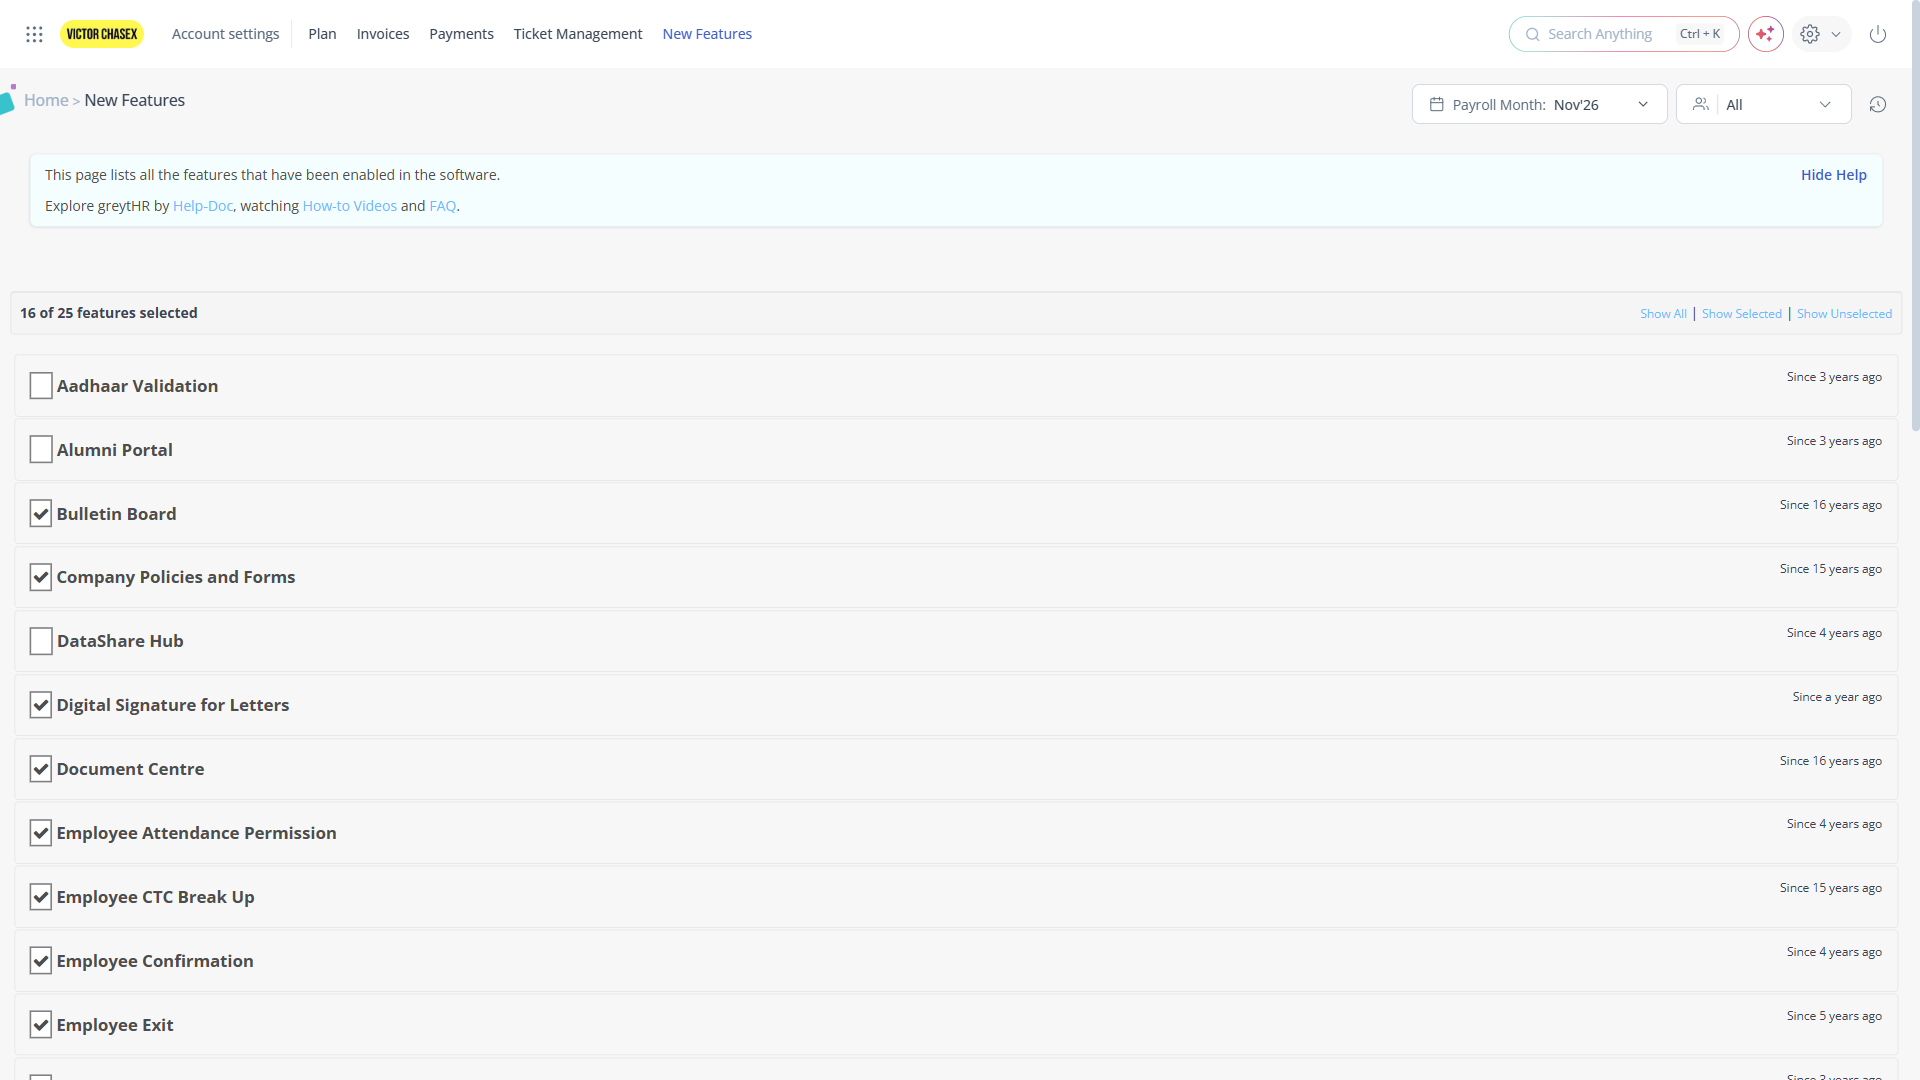 VICTOR CHASEX
Account settings
Plan
Invoices
Payments
Ticket Management
New Features
Search Anything
Ctrl + K
Home > New Features
Payroll Month: Nov'26
All
This page lists all the features that have been enabled in the software.
Hide Help
Explore greytHR by Help-Doc, watching How-to Videos and FAQ.
16 of 25 features selected
Show All | Show Selected | Show Unselected
Aadhaar Validation
Since 3 years ago
Alumni Portal
Since 3 years ago
Bulletin Board
Since 16 years ago
Company Policies and Forms
Since 15 years ago
DataShare Hub
Since 4 years ago
Digital Signature for Letters
Since a year ago
Document Centre
Since 16 years ago
Employee Attendance Permission
Since 4 years ago
Employee CTC Break Up
Since 15 years ago
Employee Confirmation
Since 4 years ago
Employee Exit
Since 5 years ago